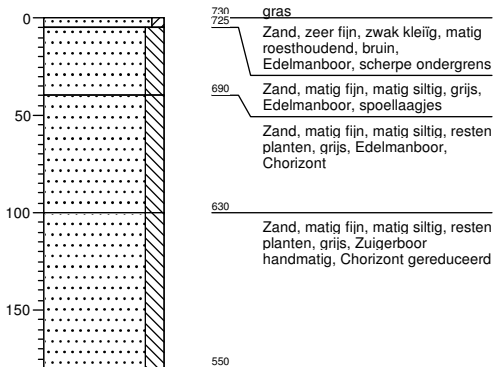 0
50
100
150
730
gras
725
Zand, zeer fijn, zwak kleiïg, matig
roesthoudend, bruin,
Edelmanboor, scherpe ondergrens
690
Zand, matig fijn, matig siltig, grijs,
Edelmanboor, spoellaagjes
Zand, matig fijn, matig siltig, resten
planten, grijs, Edelmanboor,
Chorizont
630
Zand, matig fijn, matig siltig, resten
planten, grijs, Zuigerboor
handmatig, Chorizont gereduceerd
550